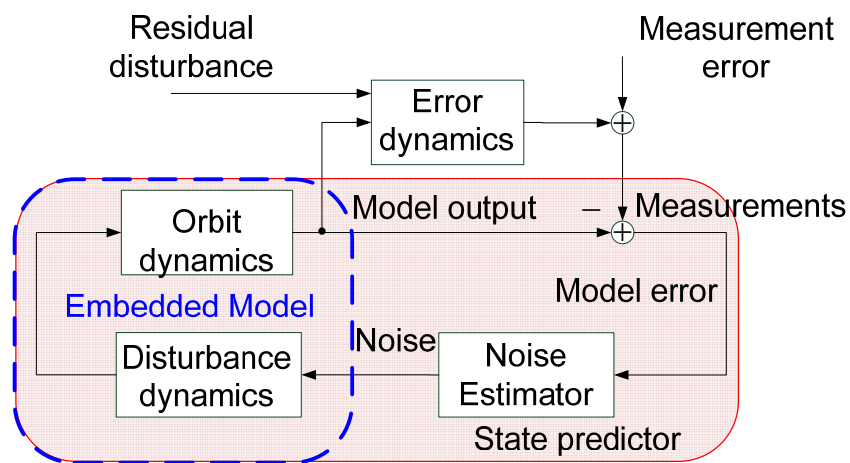 Residual
disturbance
Measurement
error
Error
dynamics
+
Orbit
dynamics
Model output
–
Measurements
+
Embedded Model
Model error
Disturbance
dynamics
Noise
Noise
Estimator
State predictor